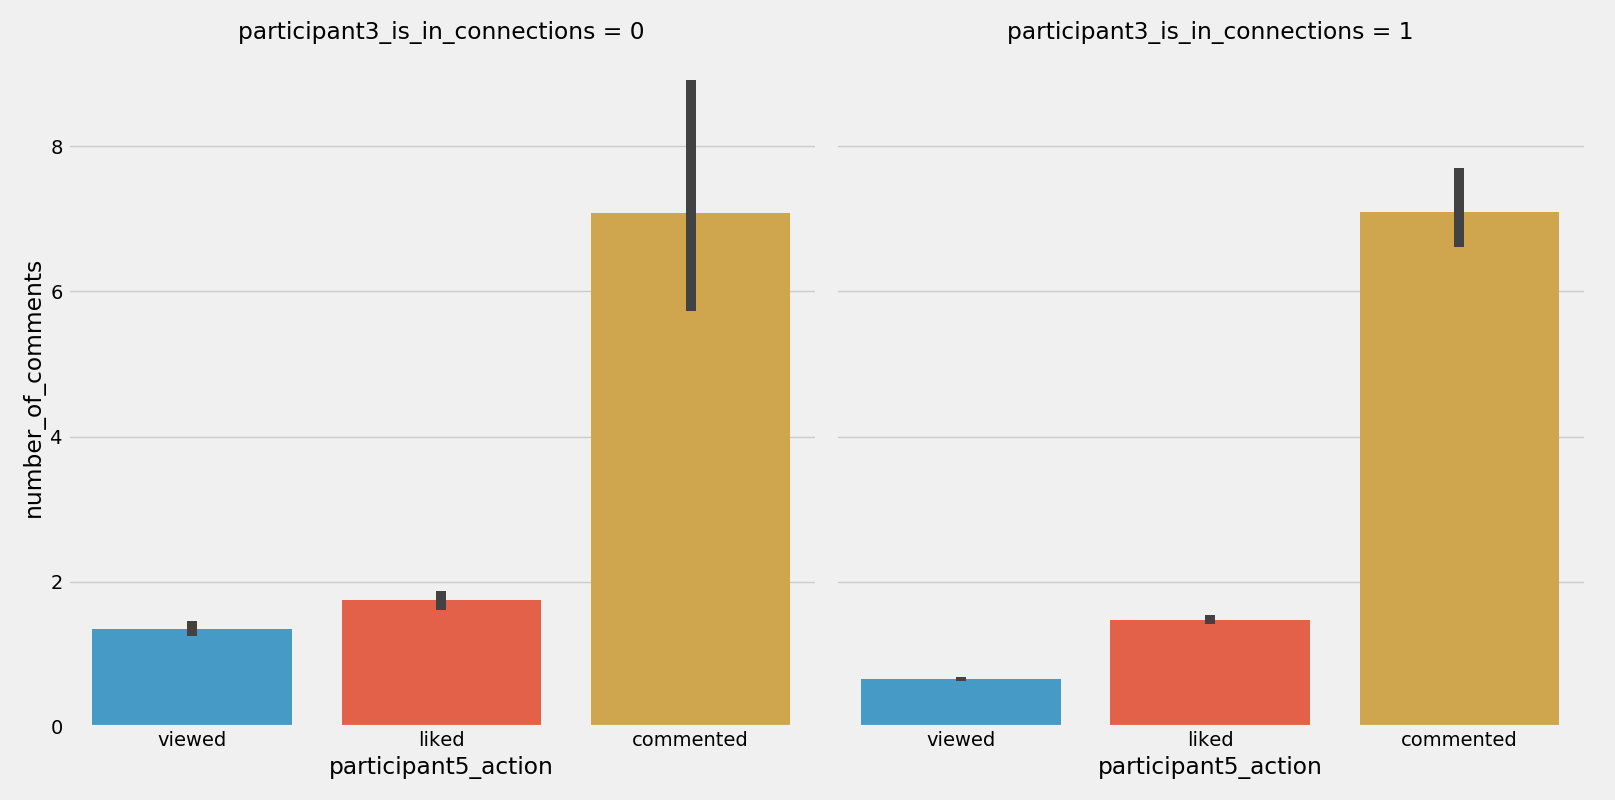 participant3_is_in_connections = 0
participant3_is_in_connections = 1
number_of_comments
8
6
4
2
0
viewed
liked
commented
viewed
liked
commented
participant5_action
participant5_action